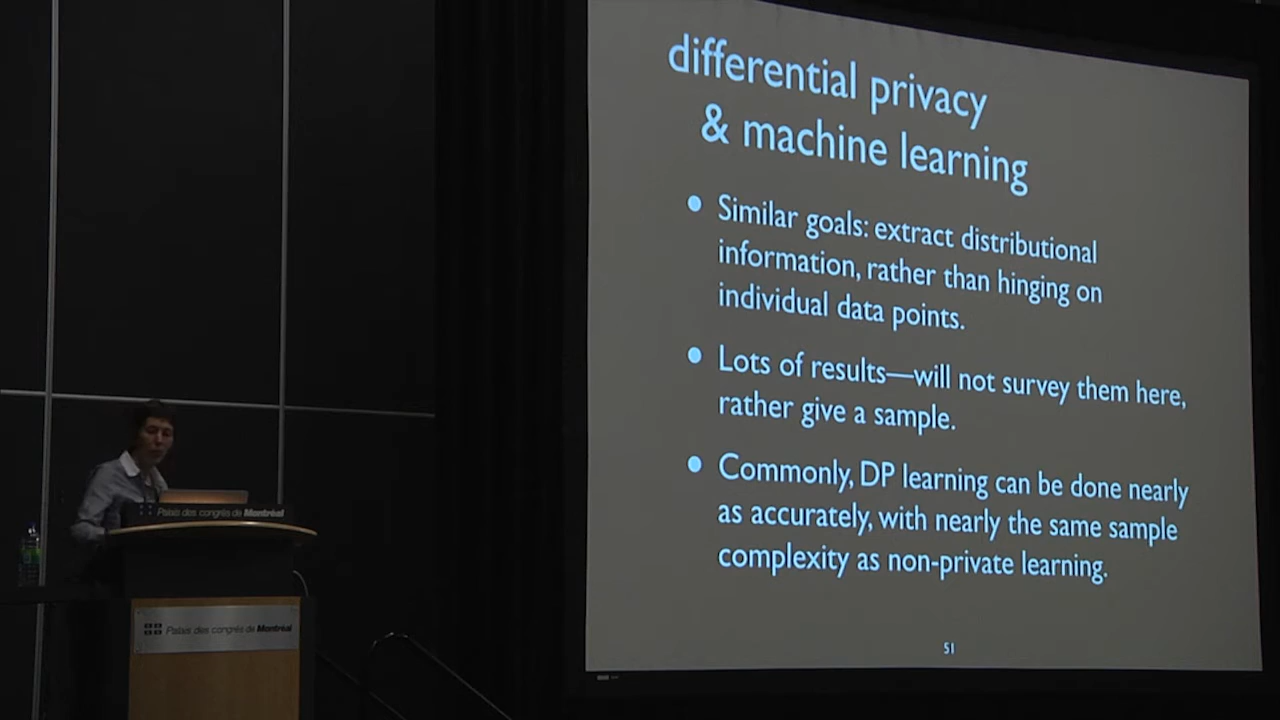 differential privacy
& machine learning
• Similar goals: extract distributional
information, rather than hinging on
individual data points.
• Lots of results—will not survey them here,
rather give a sample.
• Commonly, DP learning can be done nearly
as accurately, with nearly the same sample
complexity as non-private learning.
51
Palais des congrès de Montréal
Palais des congrès de Montréal